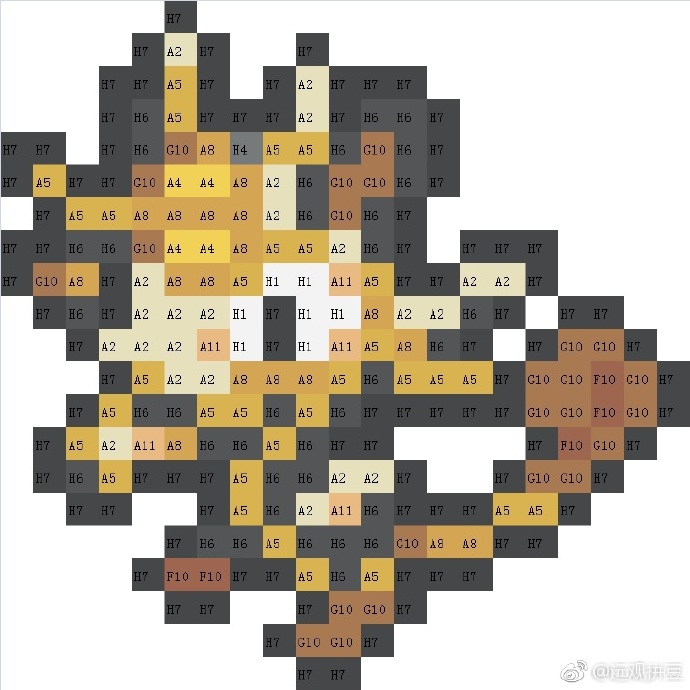 H7
H7 A2 H7 H7
H7 H7 A5 H7 H7 A2 H7 H7 H7
H7 H6 A5 H7 H7 H7 A2 H7 H6 H6 H7
H7 H7 H7 H6 G10 A8 H4 A5 A5 H6 G10 H6 H7
H7 A5 H7 H7 G10 A4 A4 A8 A2 H6 G10 G10 H6 H7
H7 A5 A5 A8 A8 A8 A8 A2 H6 G10 H6 H7
H7 H7 H6 H6 G10 A4 A4 A8 A5 A5 A2 H6 H7 H7 H7 H7
H7 G10 A8 H7 A2 A8 A8 A5 H1 H1 A11 A5 H7 H7 A2 A2 H7
H7 H6 H7 A2 A2 A2 H1 H7 H1 H1 A8 A2 A2 H6 H7 H7 H7
H7 A2 A2 A2 A11 H1 H7 H1 A11 A5 A8 H6 H7 H7 G10 G10 H7
H7 A5 A2 A2 A8 A8 A8 A5 H6 A5 A5 A5 H7 G10 G10 F10 G10 H7
H7 A5 H6 H6 A5 A5 H6 A5 H6 H7 H7 H7 H7 H7 G10 G10 F10 G10 H7
H7 A5 A2 A11 A8 H6 H6 A5 H6 H7 H7 H7 F10 G10 H7
H7 H6 A5 H7 H7 H7 A5 H6 H6 A2 A2 H7 H7 G10 G10 H7
H7 H7 H7 A5 H6 A2 A11 H6 H7 H7 H7 A5 A5 H7
H7 H6 H6 A5 H6 H6 H6 G10 A8 A8 H7 H7
H7 F10 F10 H7 H7 A5 H6 A5 H7 H7 H7
H7 H7 H7 G10 G10 H7
H7 G10 G10 H7
H7 H7
@远观拼豆